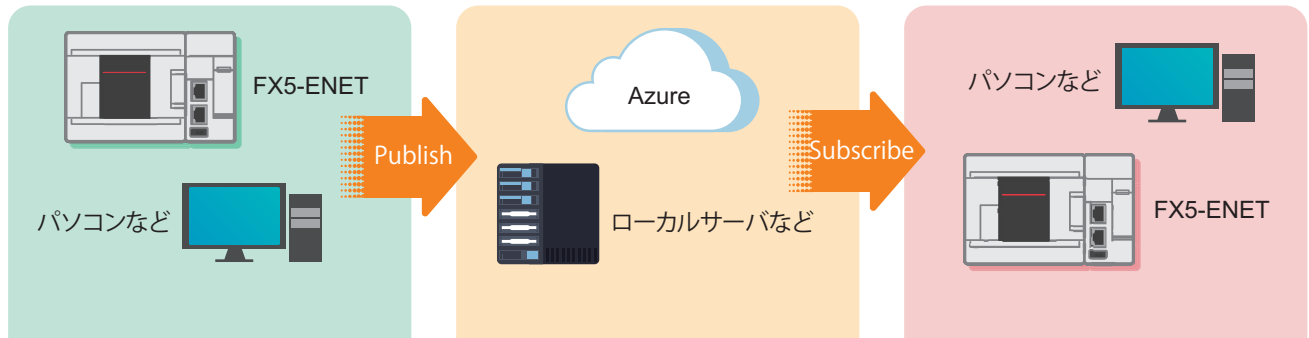 FX5-ENET
パソコンなど
Publish
Azure
ローカルサーバなど
Subscribe
パソコンなど
FX5-ENET